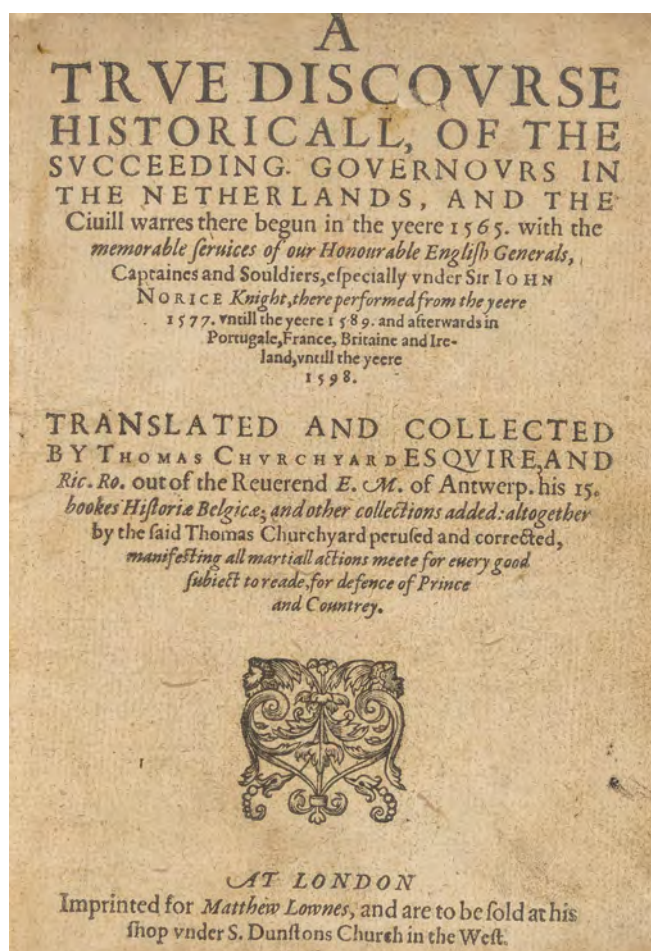 A
TRVE DISCOVRSE
HISTORICALL, OF THE
SVCCEEDING. GOVERNOVRS IN
THE NETHERLANDS, AND THE
Ciuill warres there begun in the yeere 1565. with the
memorable ſeruices of our Honourable Engliſh Generals,
Captaines and Souldiers, eſpecially vnder Sir IOHN
NORICE Knight, there performed from the yeere
1577. vntill the yeere 1589. and afterwards in
Portugale, France, Britaine and Ire-
land, vntill the yeere
1598.
TRANSLATED AND COLLECTED
BY THOMAS CHVRCHYARD ESQVIRE, AND
Ric. Ro. out of the Reuerend E. M. of Antwerp. his 15.
bookes Hiſtoriæ Belgicæ; and other collections added: altogether
by the ſaid Thomas Churchyard peruſed and corrected,
manifeſting all martiall actions meete for euery good
ſubiect to reade, for defence of Prince
and Countrey.
AT LONDON
Imprinted for Matthew Lownes, and are to be ſold at his
ſhop vnder S. Dunſtons Church in the Weſt.